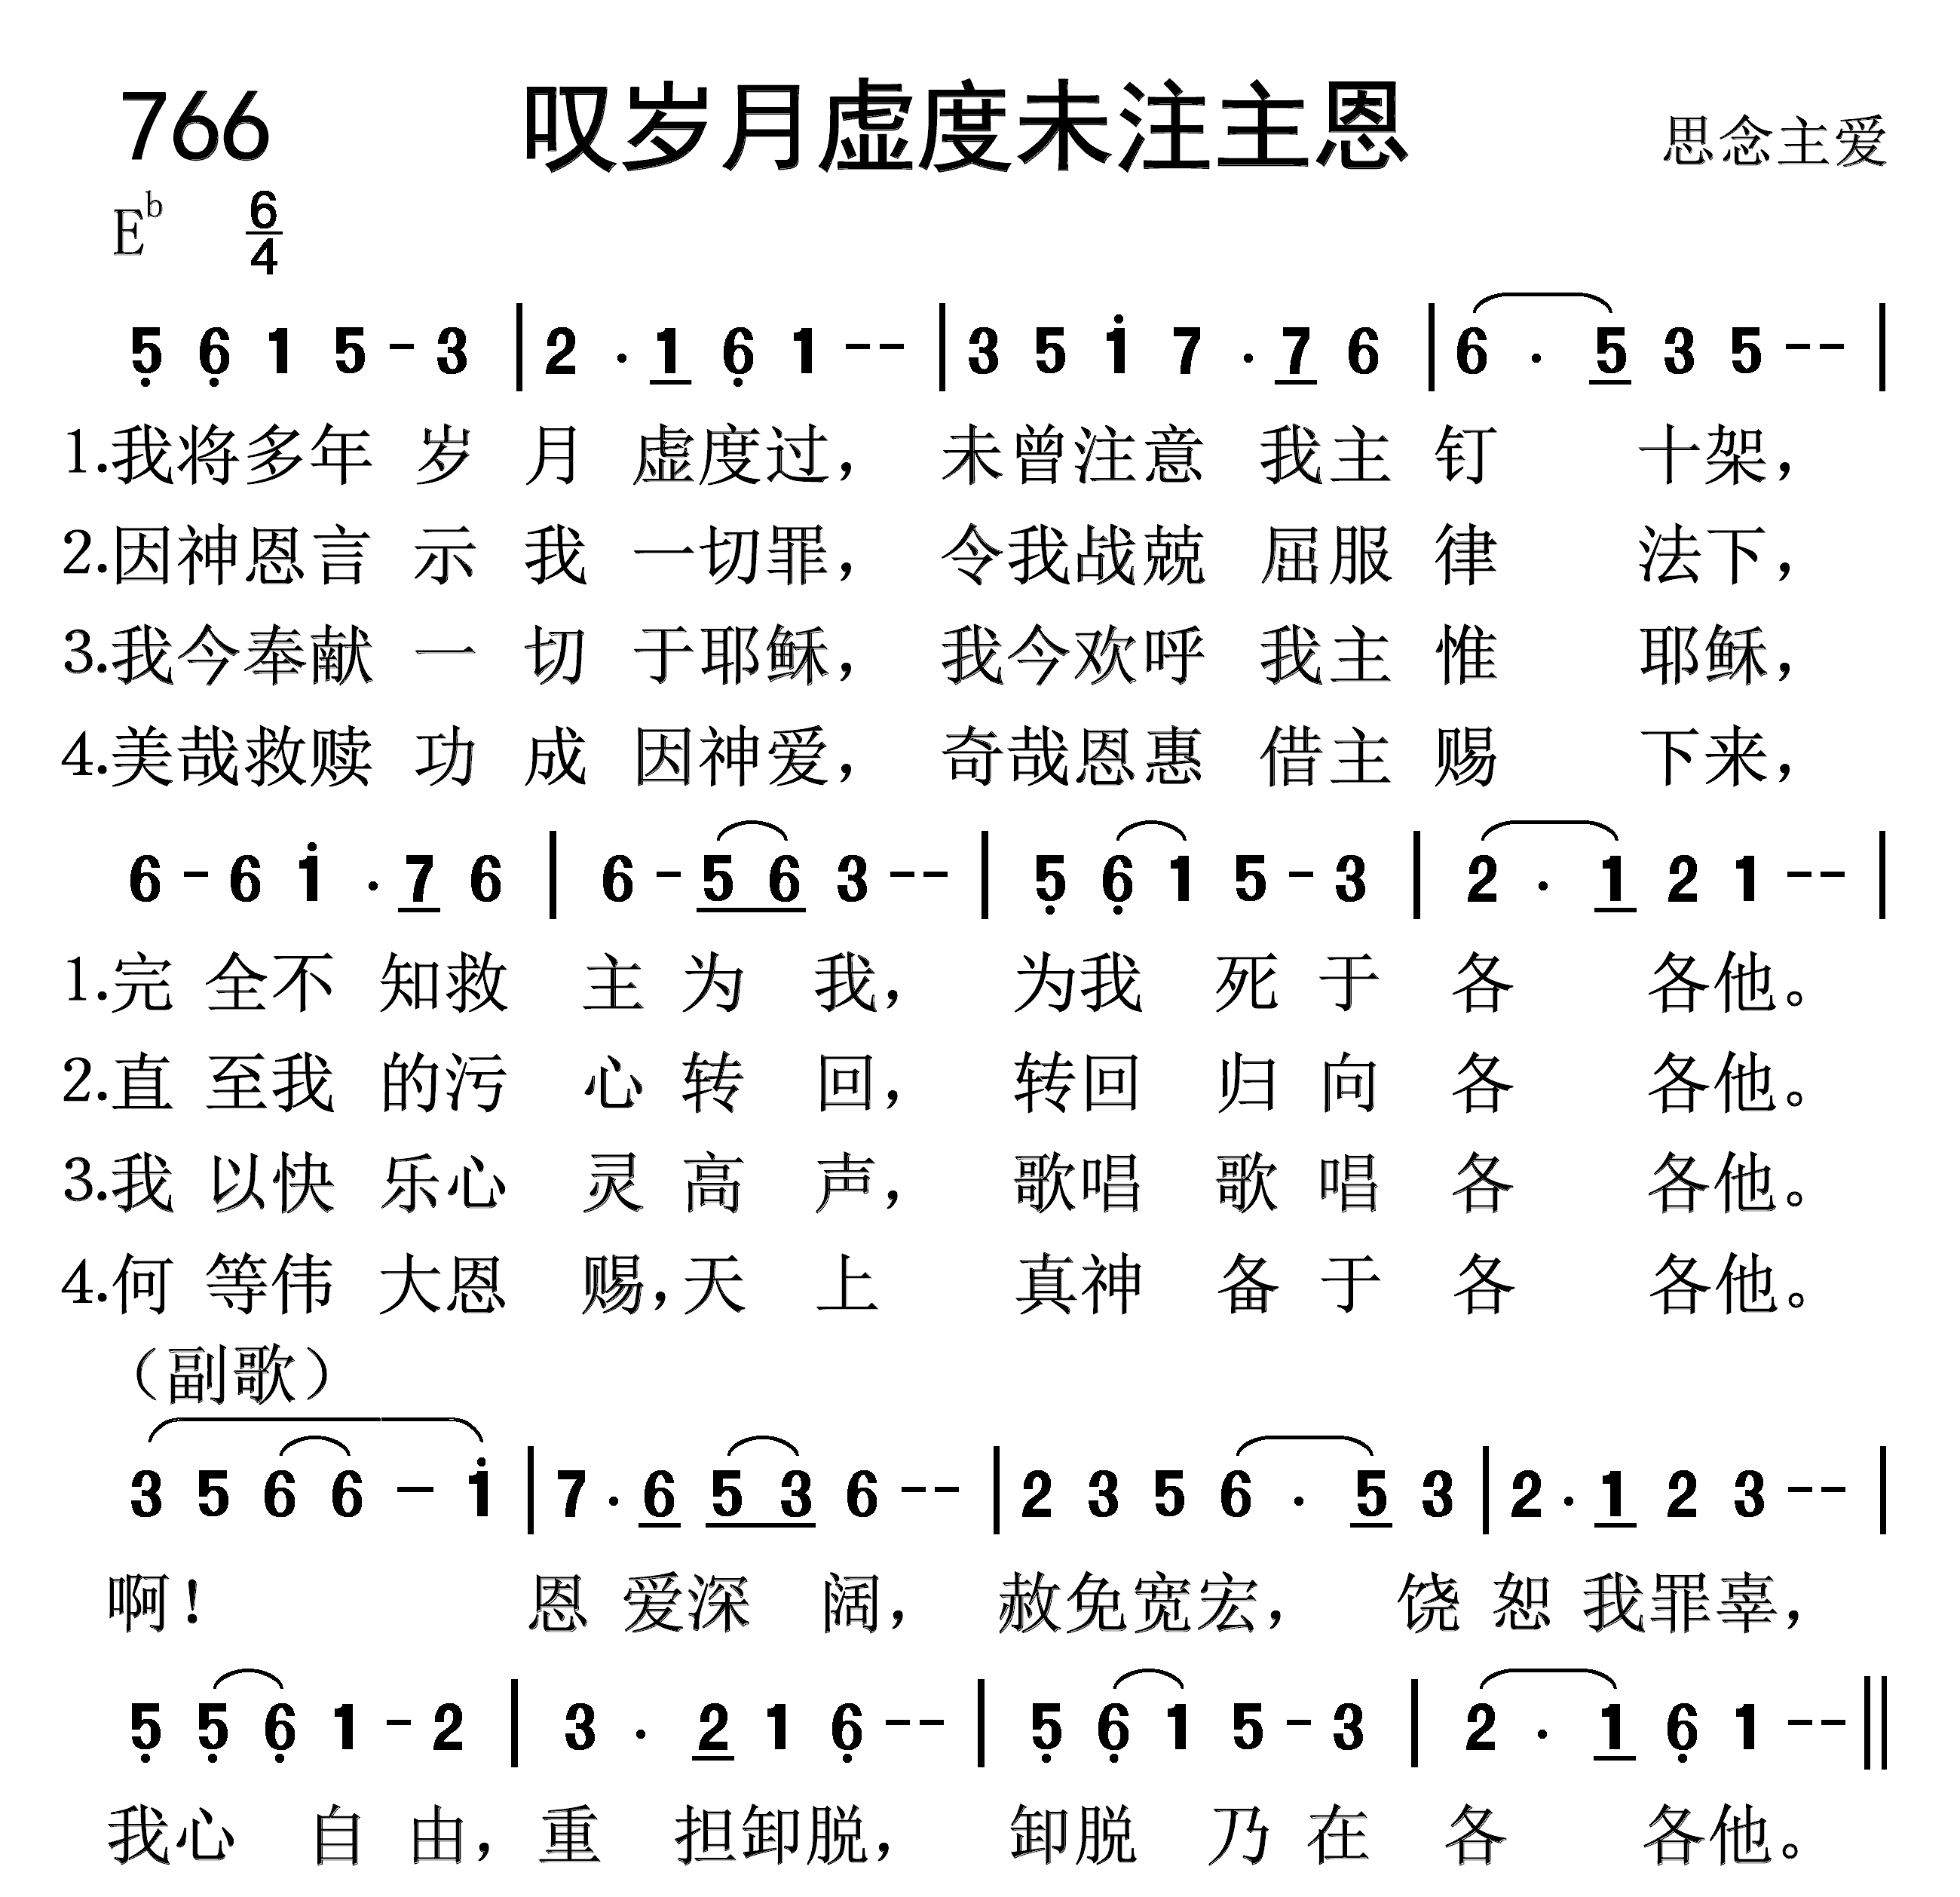 766 叹岁月虚度未注主恩 思念主爱
E♭ 6/4
5̣ 6̣ 1 5 - 3 | 2 · 1̲ 6̣ 1 -- | 3 5 1̇ 7 · 7̲ 6 | 6 · 5̲ 3 5 -- |
1.我将多年 岁 月 虚度过， 未曾注意 我主 钉 十架，
2.因神恩言 示 我 一切罪， 令我战兢 屈服 律 法下，
3.我今奉献 一 切 于耶稣， 我今欢呼 我主 惟 耶稣，
4.美哉救赎 功 成 因神爱， 奇哉恩惠 借主 赐 下来，
6 - 6 1̇ · 7̲ 6 | 6 - 5̲ 6̲ 3 -- | 5̣ 6̣ 1 5 - 3 | 2 · 1̲ 2 1 -- |
1.完 全不 知救 主 为 我， 为我 死 于 各 各他。
2.直 至我 的污 心 转 回， 转回 归 向 各 各他。
3.我 以快 乐心 灵 高 声， 歌唱 歌 唱 各 各他。
4.何 等伟 大恩 赐，天 上 真神 备 于 各 各他。
（副歌）
3 5 6 6 － 1̇ | 7 · 6̲ 5̲ 3̲ 6 -- | 2 3 5 6 · 5̲ 3 | 2 · 1̲ 2 3 -- |
啊！ 恩 爱深 阔， 赦免宽宏， 饶 恕 我罪辜，
5̣ 5̣ 6̣ 1 - 2 | 3 · 2̲ 1 6̣ -- | 5̣ 6̣ 1 5 - 3 | 2 · 1̲ 6̣ 1 -- ||
我心 自 由，重 担卸脱， 卸脱 乃 在 各 各他。